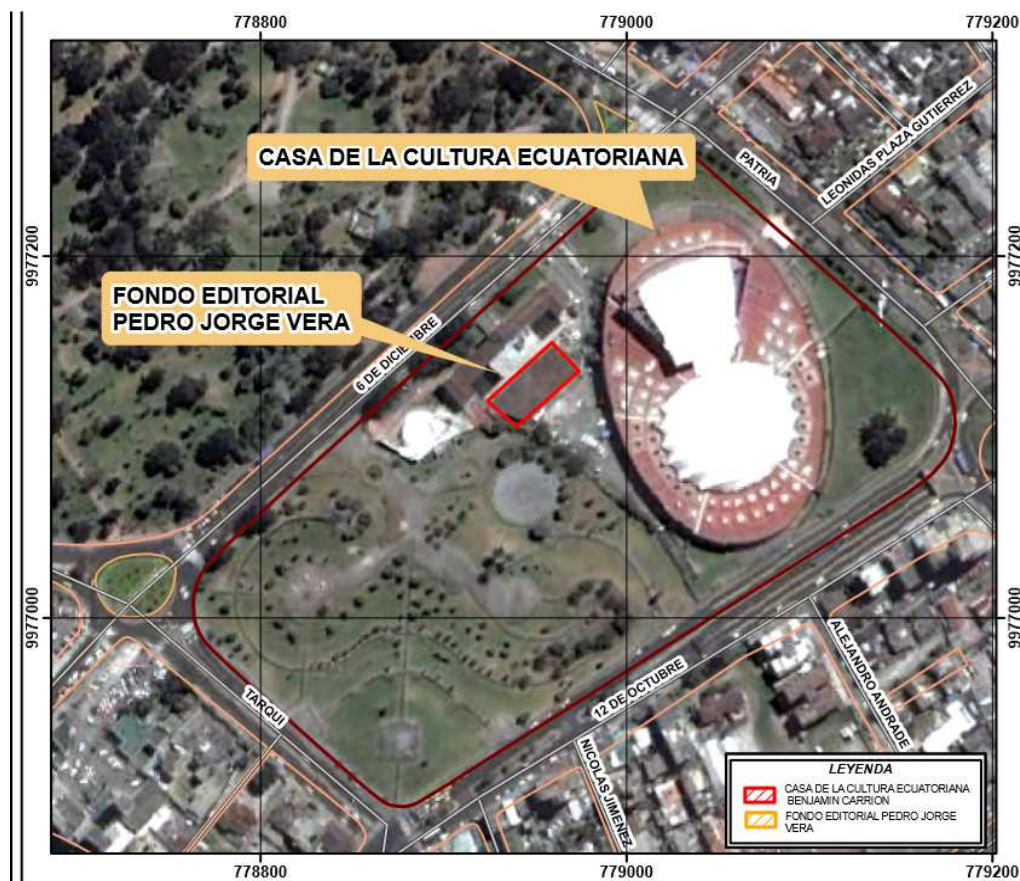 778800
779000
779200
9977200
9977000
9977200
9977000
CASA DE LA CULTURA ECUATORIANA
FONDO EDITORIAL
PEDRO JORGE VERA
PATRIA
LEONIDAS PLAZA GUTIERREZ
6 DE DICIEMBRE
TARQUI
12 DE OCTUBRE
ALEJANDRO ANDRADE
NICOLAS JIMENEZ
LEYENDA
CASA DE LA CULTURA ECUATORIANA
BENJAMIN CARRION
FONDO EDITORIAL PEDRO JORGE
VERA
778800
779000
779200